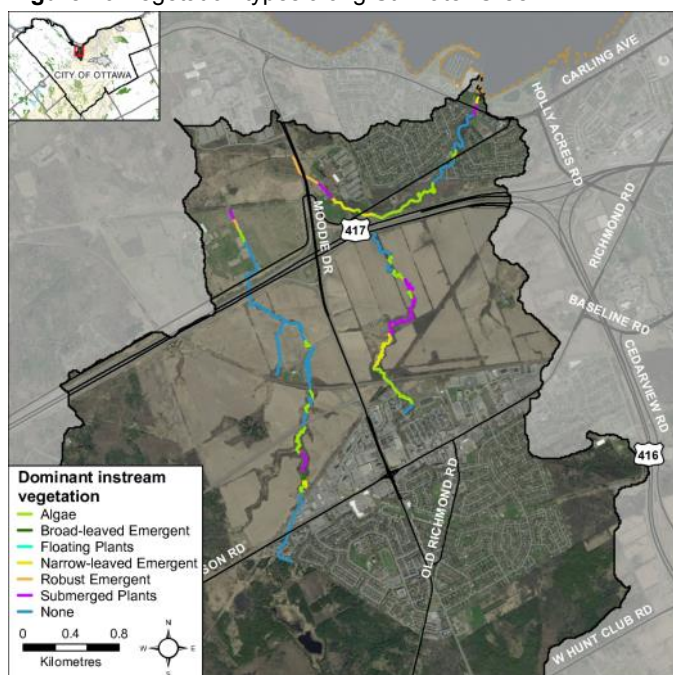 CITY OF OTTAWA
CARLING AVE
HOLLY ACRES RD
RICHMOND RD
MOODIE DR
417
BASELINE RD
CEDARVIEW RD
416
OLD RICHMOND RD
SON RD
W HUNT CLUB RD
Dominant instream
vegetation
Algae
Broad-leaved Emergent
Floating Plants
Narrow-leaved Emergent
Robust Emergent
Submerged Plants
None
0 0.4 0.8
Kilometres
N
W E
S